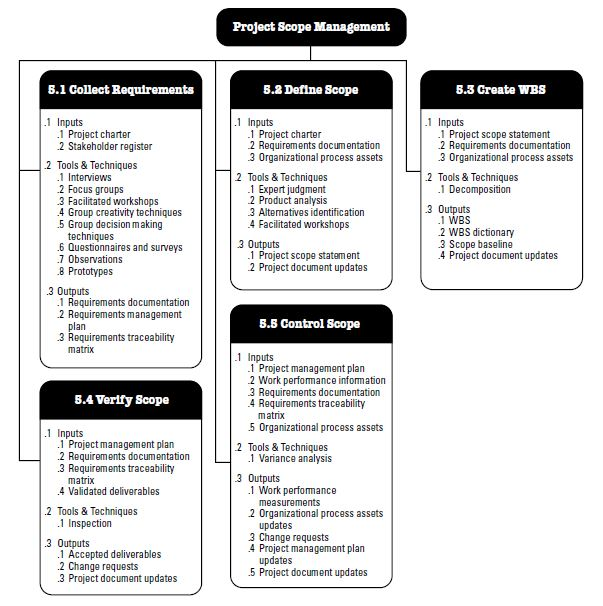 Project Scope Management
5.1 Collect Requirements
.1 Inputs
.1 Project charter
.2 Stakeholder register
.2 Tools & Techniques
.1 Interviews
.2 Focus groups
.3 Facilitated workshops
.4 Group creativity techniques
.5 Group decision making
techniques
.6 Questionnaires and surveys
.7 Observations
.8 Prototypes
.3 Outputs
.1 Requirements documentation
.2 Requirements management
plan
.3 Requirements traceability
matrix
5.2 Define Scope
.1 Inputs
.1 Project charter
.2 Requirements documentation
.3 Organizational process assets
.2 Tools & Techniques
.1 Expert judgment
.2 Product analysis
.3 Alternatives identification
.4 Facilitated workshops
.3 Outputs
.1 Project scope statement
.2 Project document updates
5.3 Create WBS
.1 Inputs
.1 Project scope statement
.2 Requirements documentation
.3 Organizational process assets
.2 Tools & Techniques
.1 Decomposition
.3 Outputs
.1 WBS
.2 WBS dictionary
.3 Scope baseline
.4 Project document updates
5.4 Verify Scope
.1 Inputs
.1 Project management plan
.2 Requirements documentation
.3 Requirements traceability
matrix
.4 Validated deliverables
.2 Tools & Techniques
.1 Inspection
.3 Outputs
.1 Accepted deliverables
.2 Change requests
.3 Project document updates
5.5 Control Scope
.1 Inputs
.1 Project management plan
.2 Work performance information
.3 Requirements documentation
.4 Requirements traceability
matrix
.5 Organizational process assets
.2 Tools & Techniques
.1 Variance analysis
.3 Outputs
.1 Work performance
measurements
.2 Organizational process assets
updates
.3 Change requests
.4 Project management plan
updates
.5 Project document updates